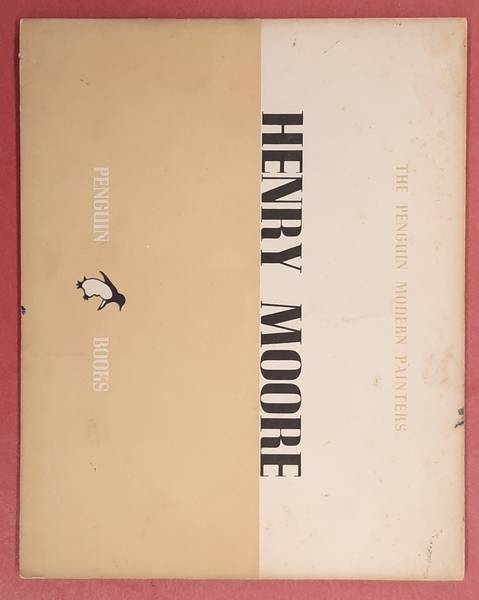 THE PENGUIN MODERN PAINTERS
HENRY MOORE
PENGUIN BOOKS